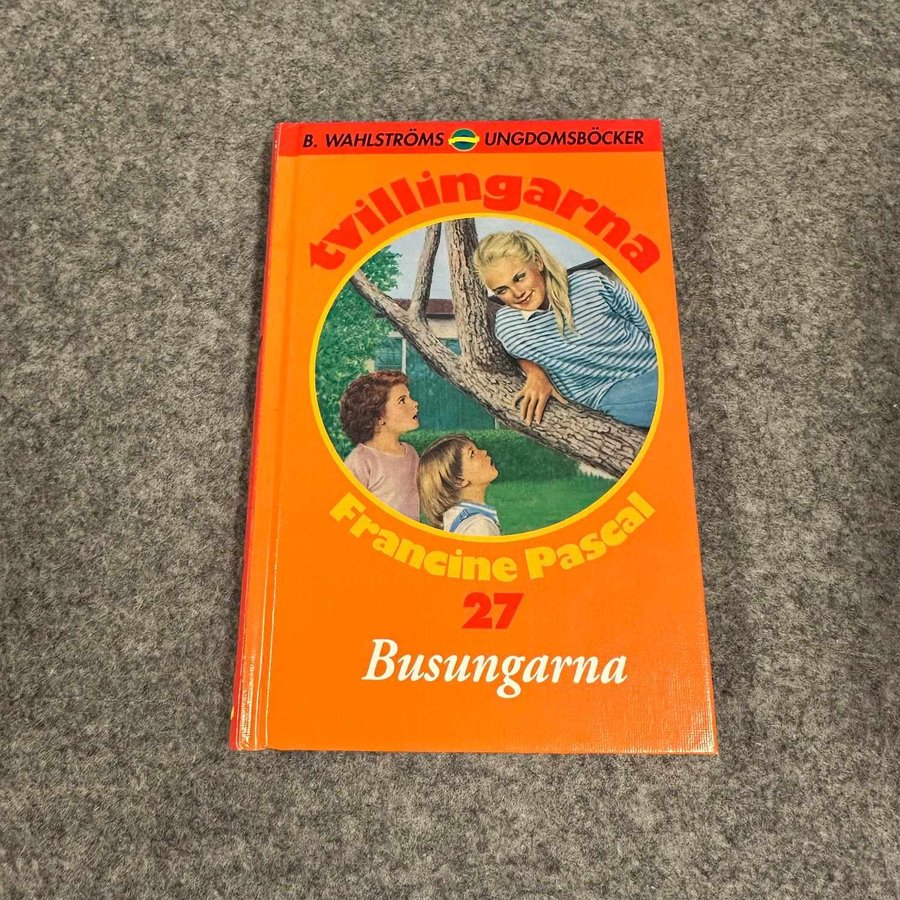 B. WAHLSTRÖMS UNGDOMSBÖCKER
tvillingarna
Francine Pascal
27
Busungarna